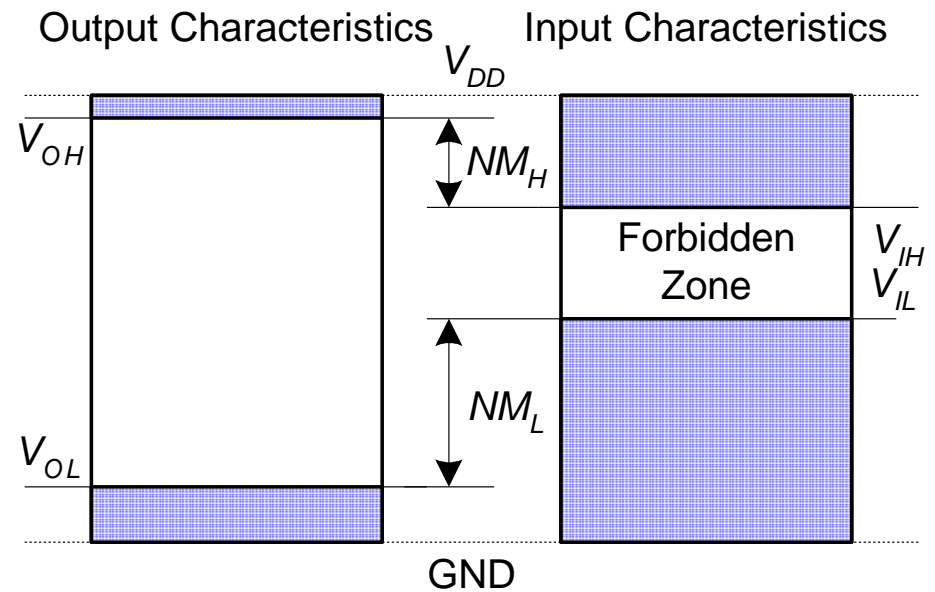 Output Characteristics
Input Characteristics
V_DD
V_OH
NM_H
Forbidden
Zone
V_IH
V_IL
NM_L
V_OL
GND